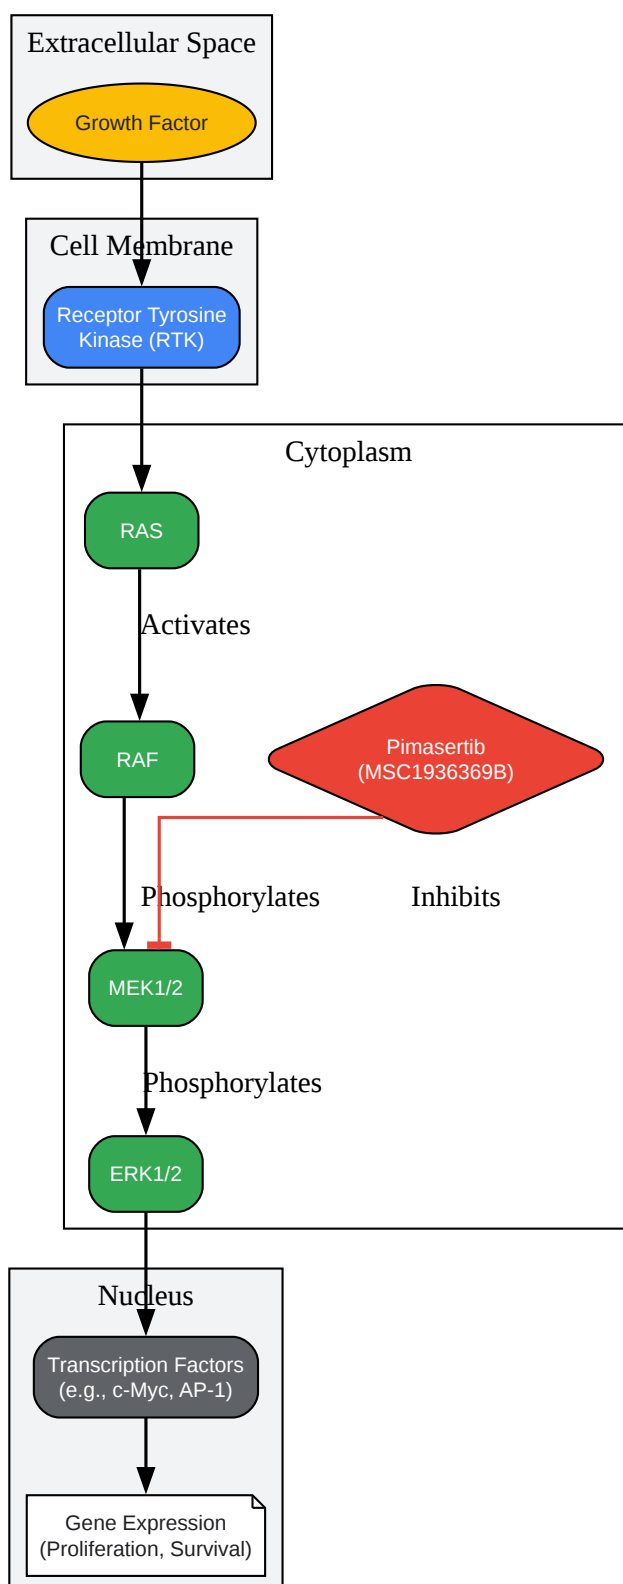 Extracellular Space
Growth Factor
Cell Membrane
Receptor Tyrosine
Kinase (RTK)
Cytoplasm
RAS
Activates
RAF
Pimasertib
(MSC1936369B)
Phosphorylates
Inhibits
MEK1/2
Phosphorylates
ERK1/2
Nucleus
Transcription Factors
(e.g., c-Myc, AP-1)
Gene Expression
(Proliferation, Survival)